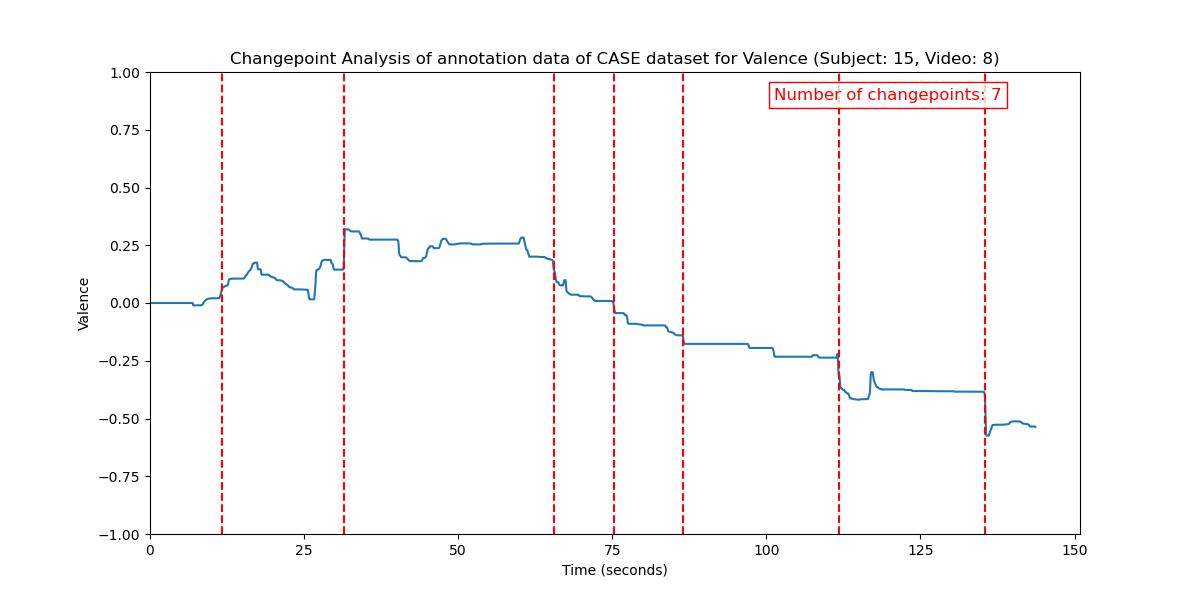 Changepoint Analysis of annotation data of CASE dataset for Valence (Subject: 15, Video: 8)
Number of changepoints: 7
1.00
0.75
0.50
0.25
0.00
−0.25
−0.50
−0.75
−1.00
Valence
0 25 50 75 100 125 150
Time (seconds)